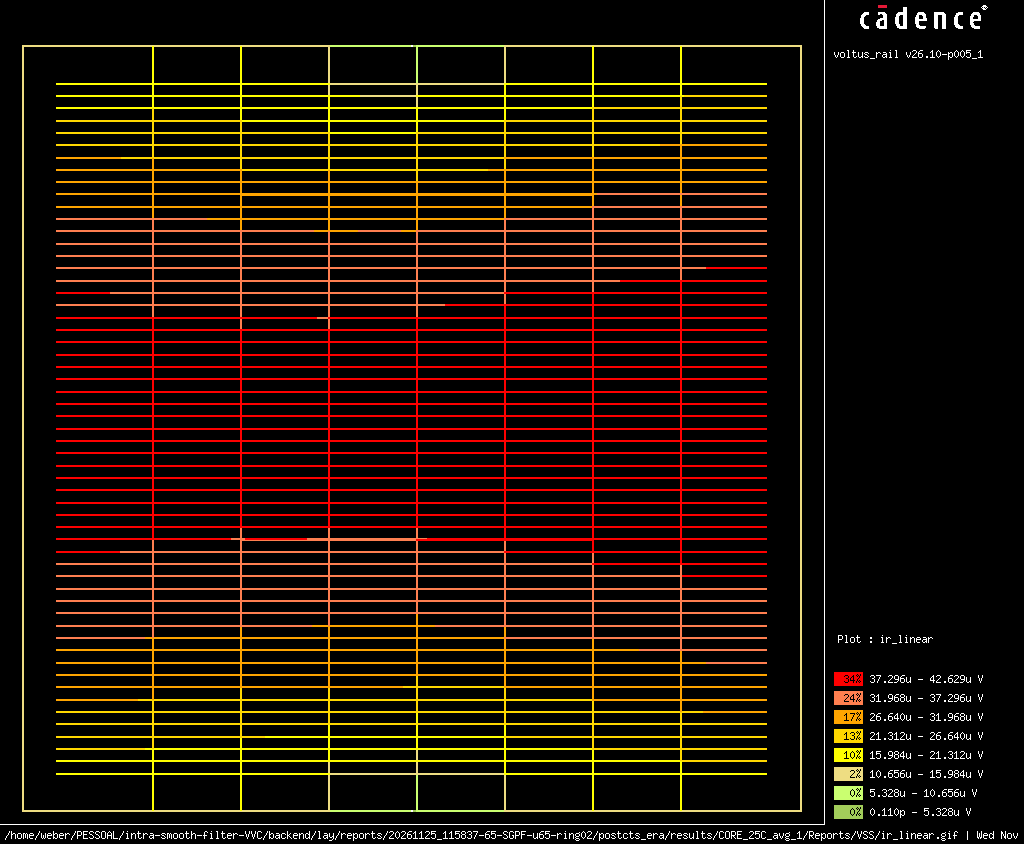 cādence®
voltus_rail v26.10-p005_1
Plot : ir_linear
34% 37.296u - 42.629u V
24% 31.968u - 37.296u V
17% 26.640u - 31.968u V
13% 21.312u - 26.640u V
10% 15.984u - 21.312u V
2% 10.656u - 15.984u V
0% 5.328u - 10.656u V
0% 0.110p - 5.328u V
/home/weber/PESSOAL/intra-smooth-filter-VVC/backend/lay/reports/20261125_115837-65-SGPF-u65-ring02/postcts_era/results/CORE_25C_avg_1/Reports/VSS/ir_linear.gif | Wed Nov